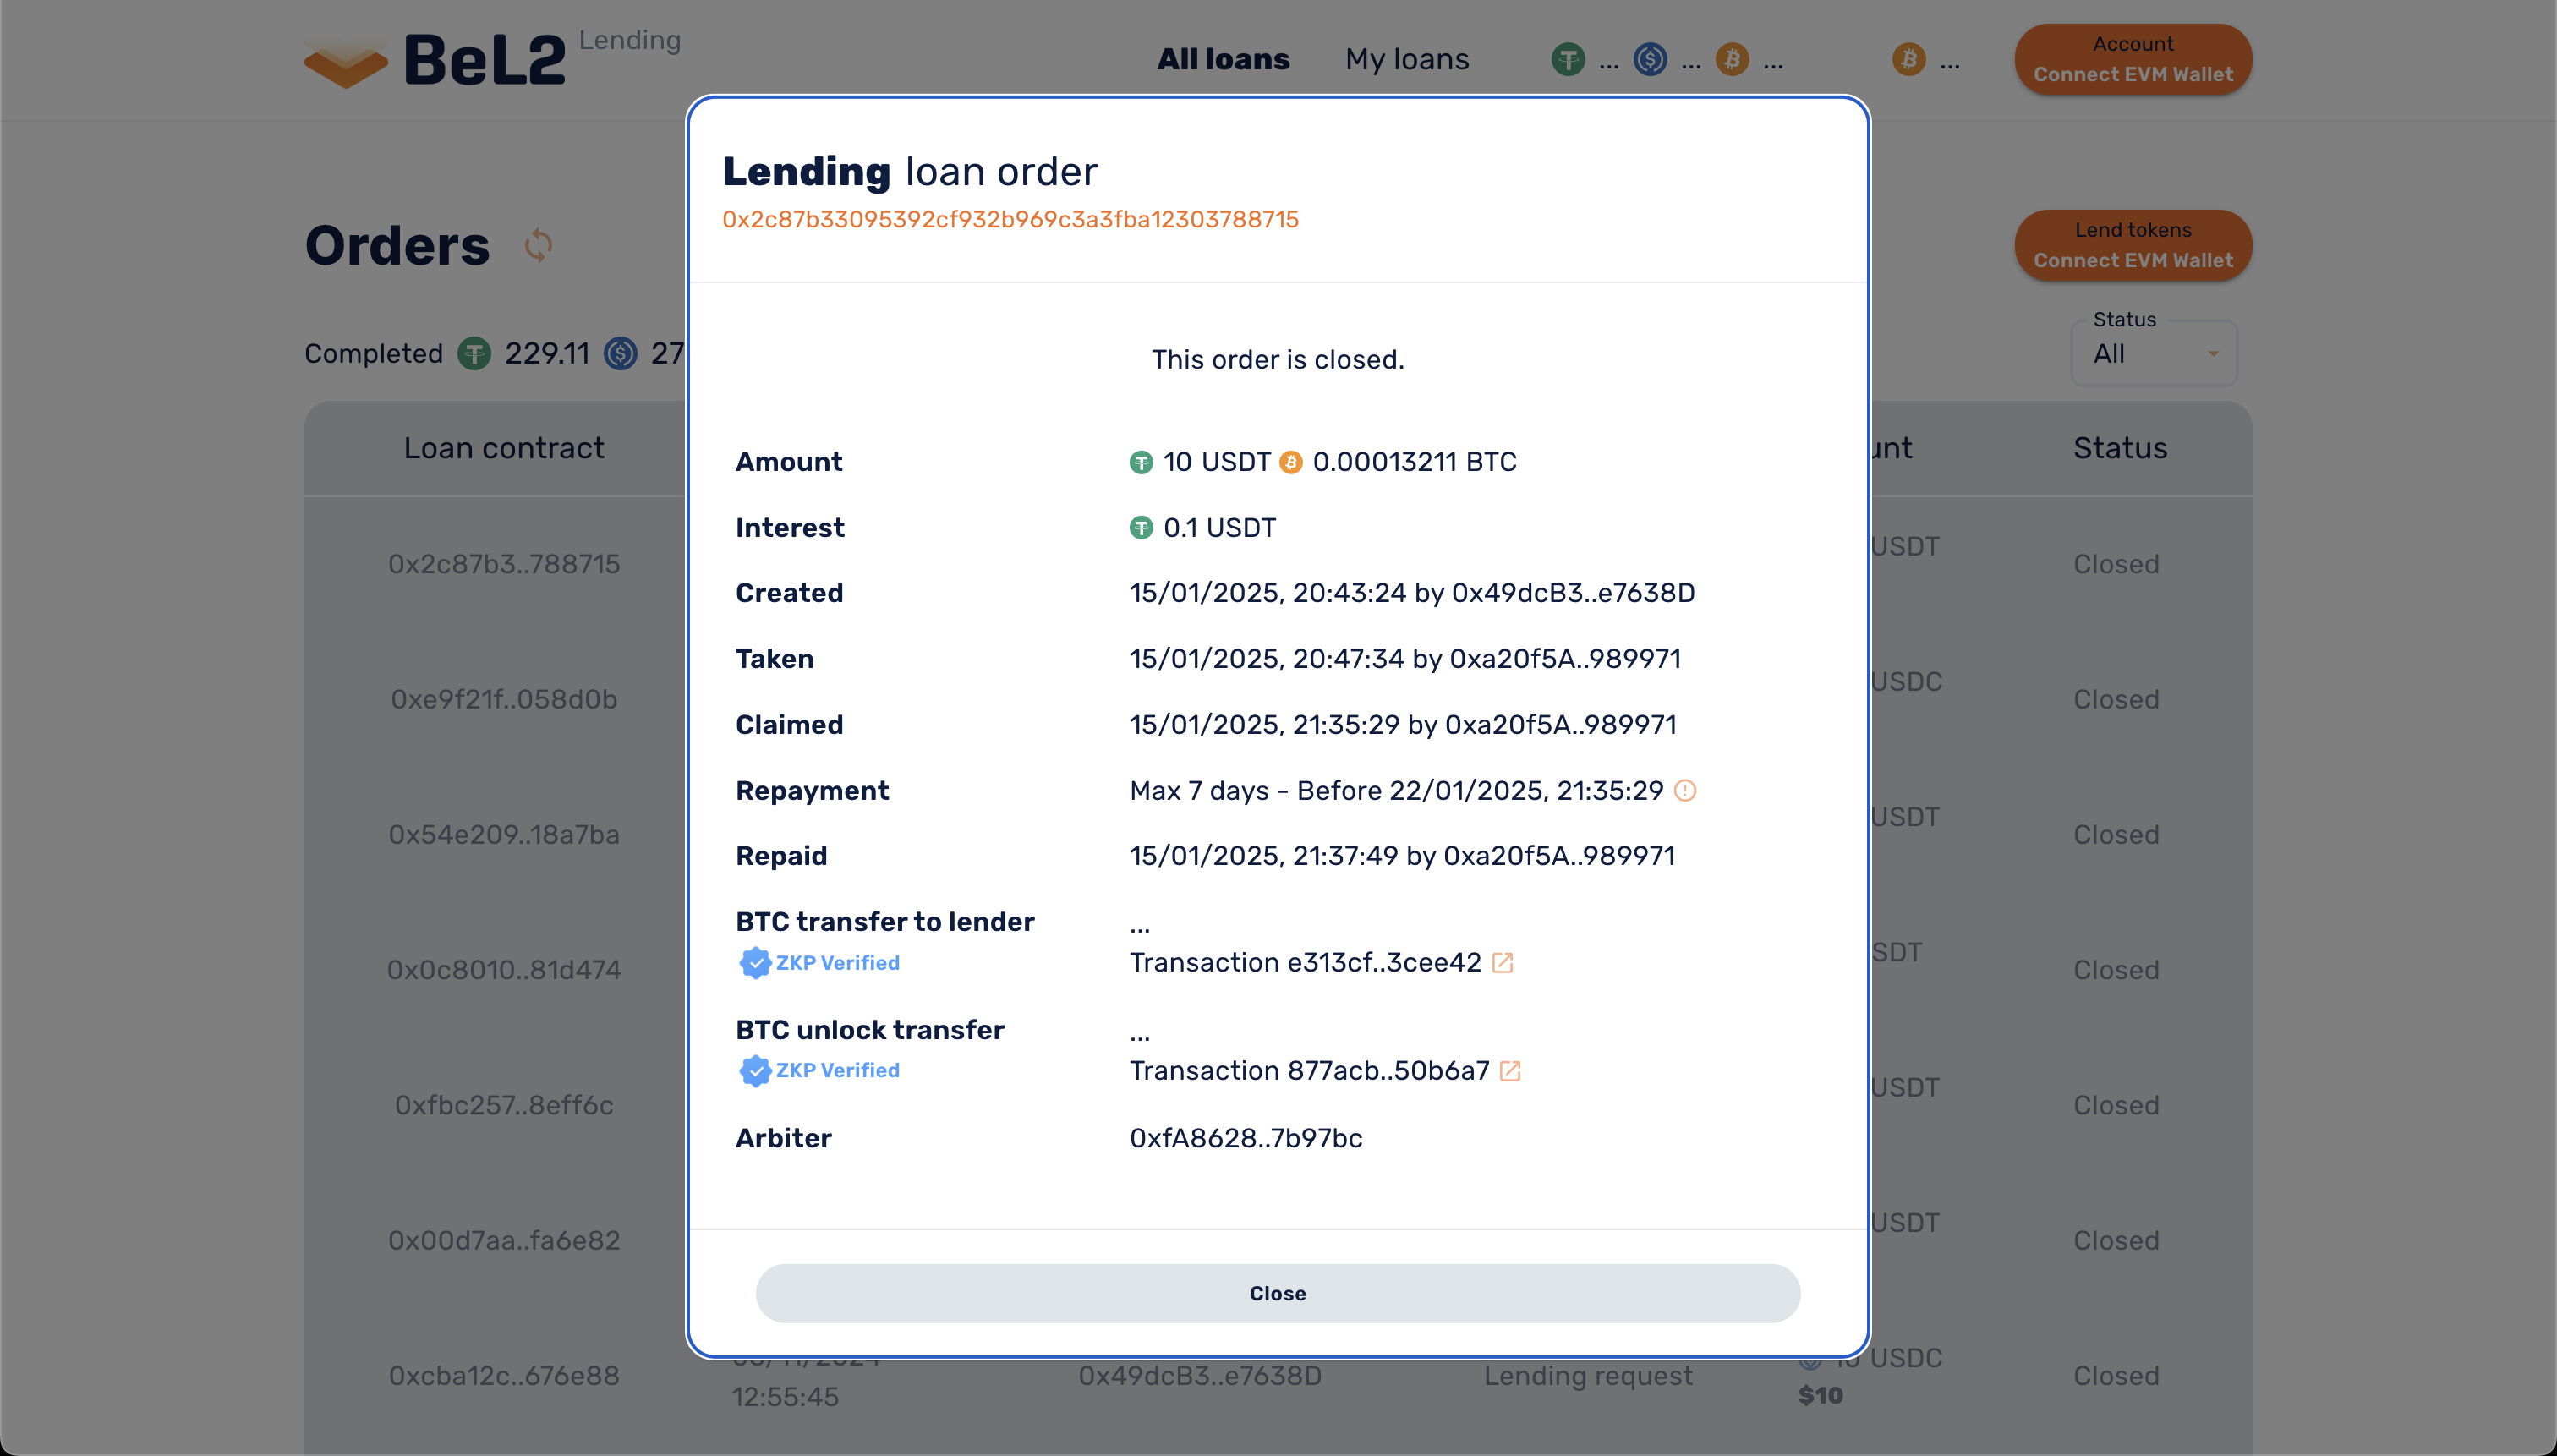 BeL2 Lending
All loans
My loans
... ... ...
...
Account
Connect EVM Wallet
Orders
Lend tokens
Connect EVM Wallet
Completed 229.11 27
Status
All
Loan contract
Status
0x2c87b3..788715
USDT
Closed
0xe9f21f..058d0b
USDC
Closed
0x54e209..18a7ba
USDT
Closed
0x0c8010..81d474
Closed
0xfbc257..8eff6c
USDT
Closed
0x00d7aa..fa6e82
USDT
Closed
0xcba12c..676e88
12:55:45
0x49dcB3..e7638D
Lending request
10 USDC
$10
Closed
Lending loan order
0x2c87b33095392cf932b969c3a3fba12303788715
This order is closed.
Amount
10 USDT 0.00013211 BTC
Interest
0.1 USDT
Created
15/01/2025, 20:43:24 by 0x49dcB3..e7638D
Taken
15/01/2025, 20:47:34 by 0xa20f5A..989971
Claimed
15/01/2025, 21:35:29 by 0xa20f5A..989971
Repayment
Max 7 days - Before 22/01/2025, 21:35:29
Repaid
15/01/2025, 21:37:49 by 0xa20f5A..989971
BTC transfer to lender
...
ZKP Verified
Transaction e313cf..3cee42
BTC unlock transfer
...
ZKP Verified
Transaction 877acb..50b6a7
Arbiter
0xfA8628..7b97bc
Close